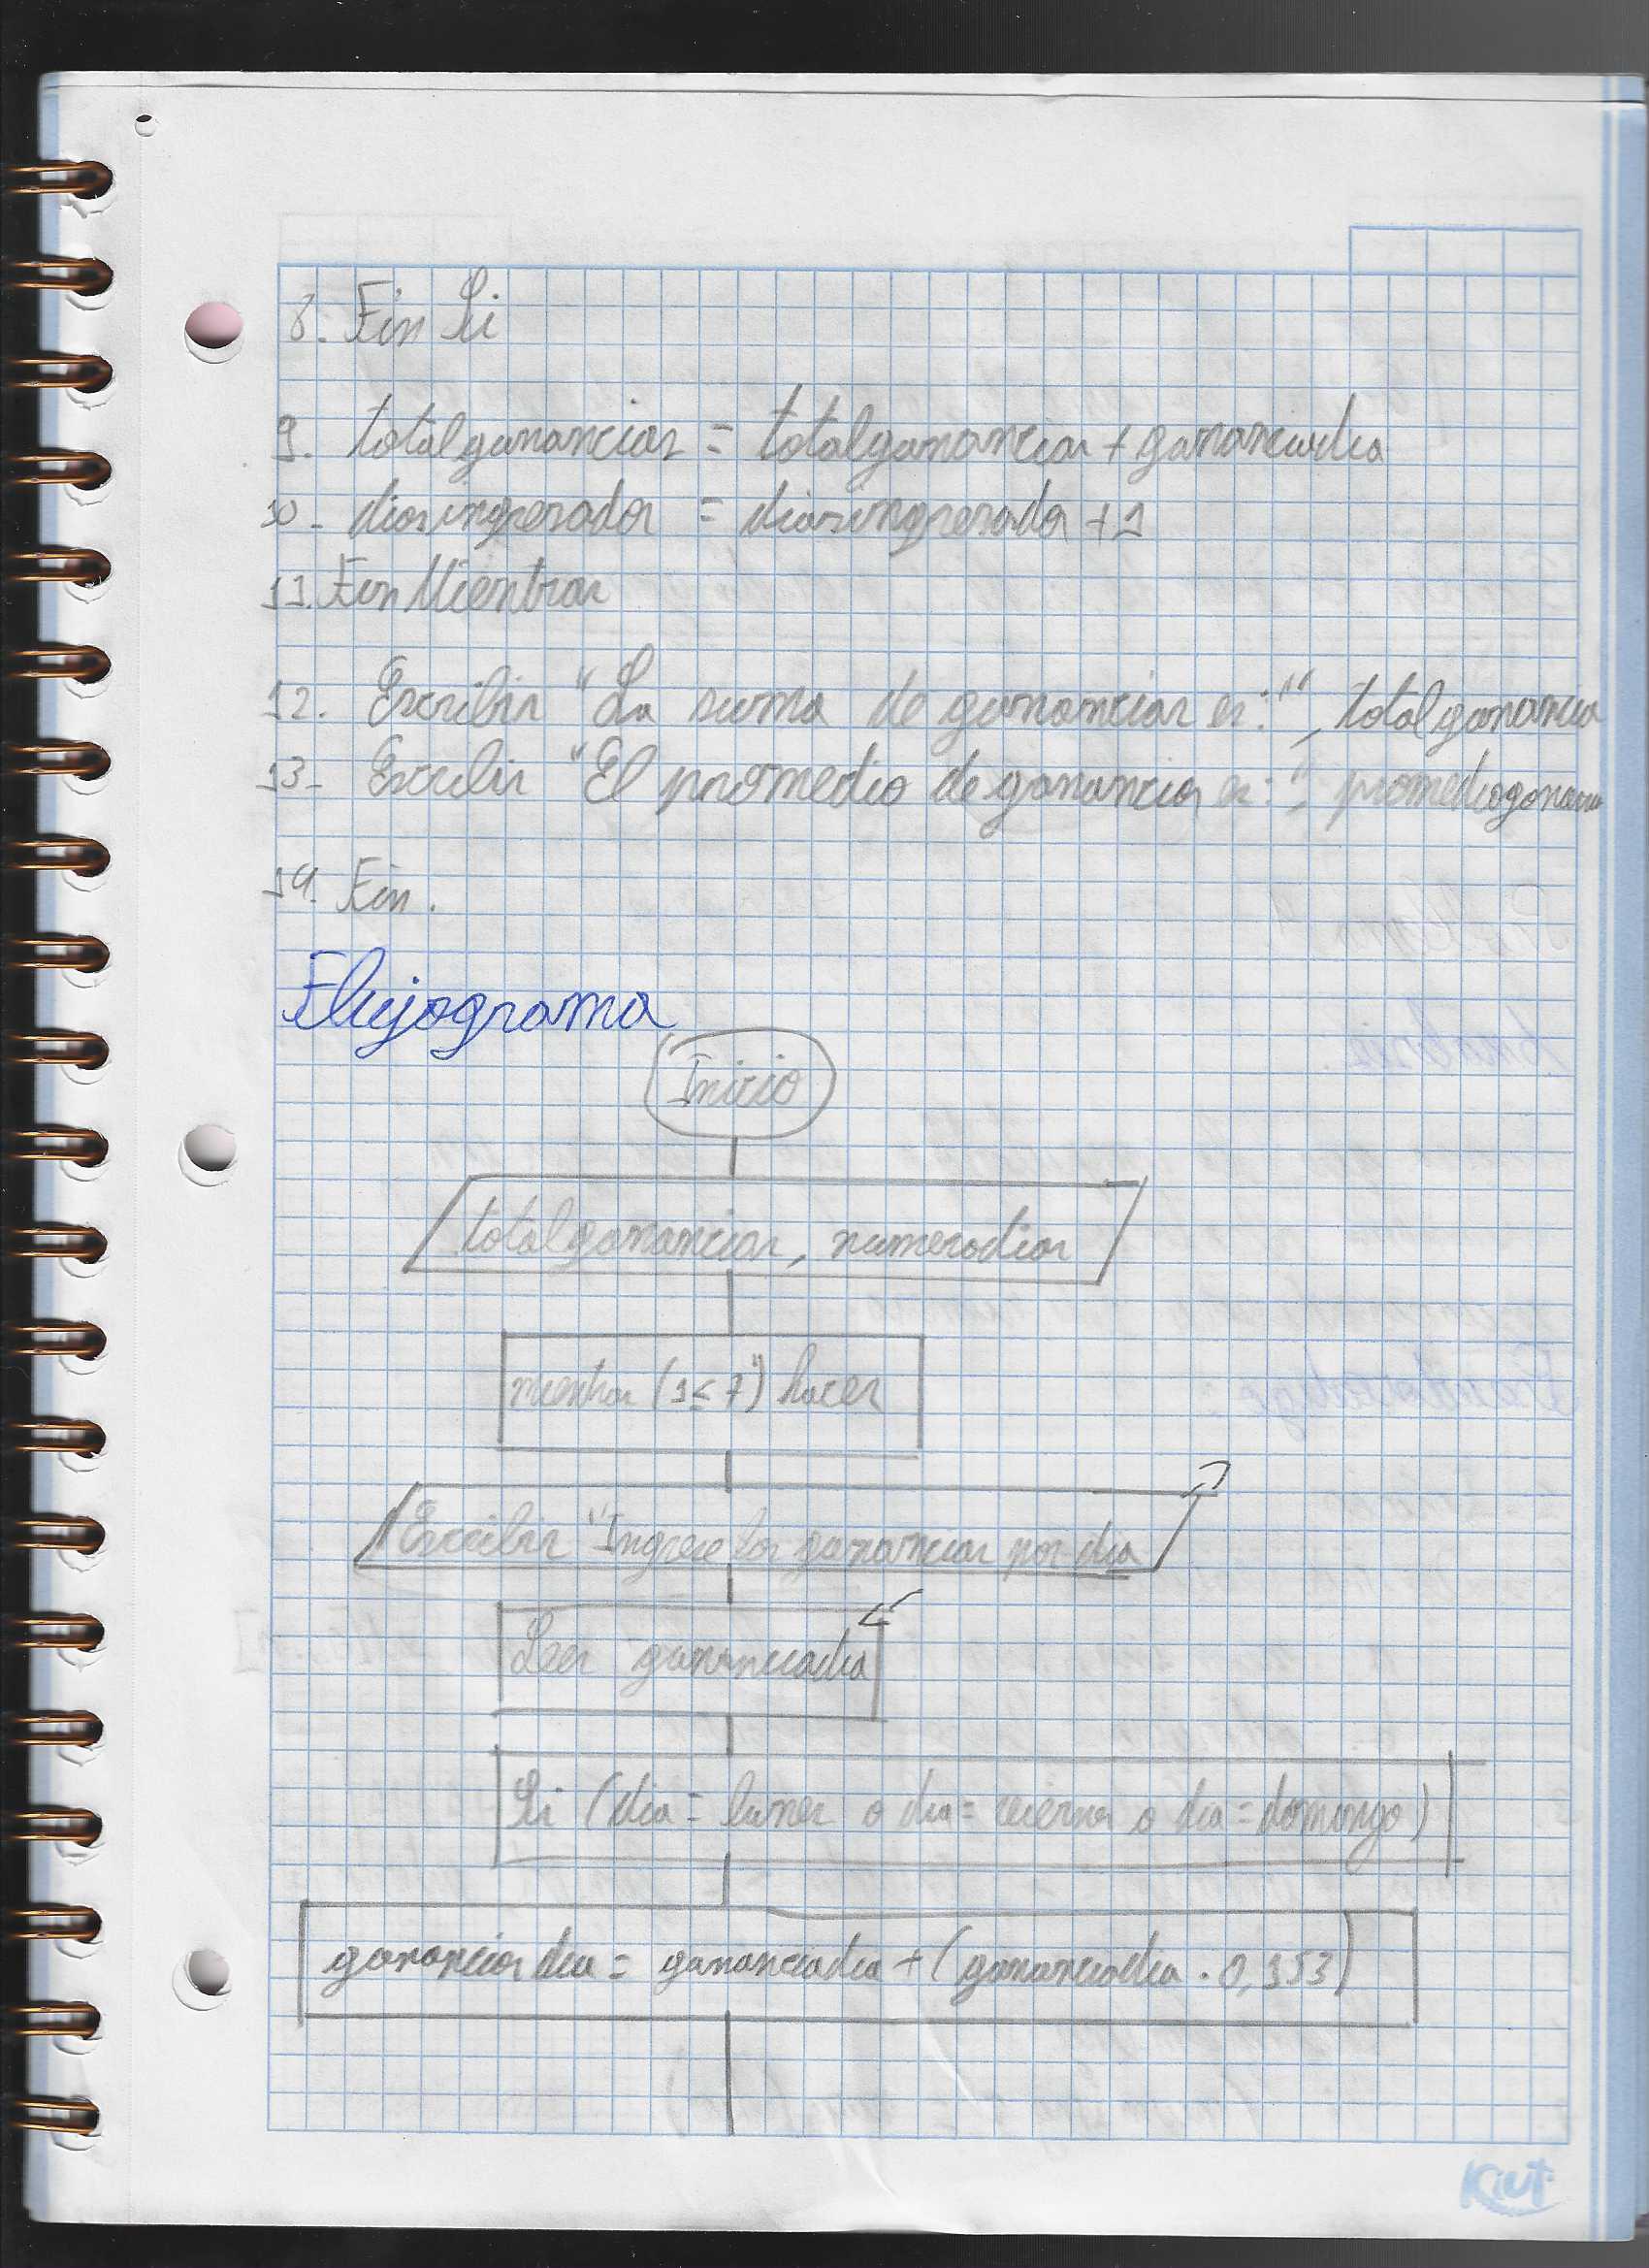 8. Fin Si
9. totalganancias = totalganancias + gananciadia
10- diasingresados = diasingresados + 1
11. Fin Mientras
12. Escribir "La suma de ganancias es:", totalganancia
13- Escribir "El promedio de ganancias es:",
14. Fin.
Flujograma
Inicio
totalganancias, numerodias
mientras (1≤7) hacer
Escribir "Ingrese las ganancias por dia
Leer gananciadia
Si (dia = lunes o dia = viernes o dia = domingo)
gananciasdia = gananciadia + (gananciadia . 0,153)
Kiut